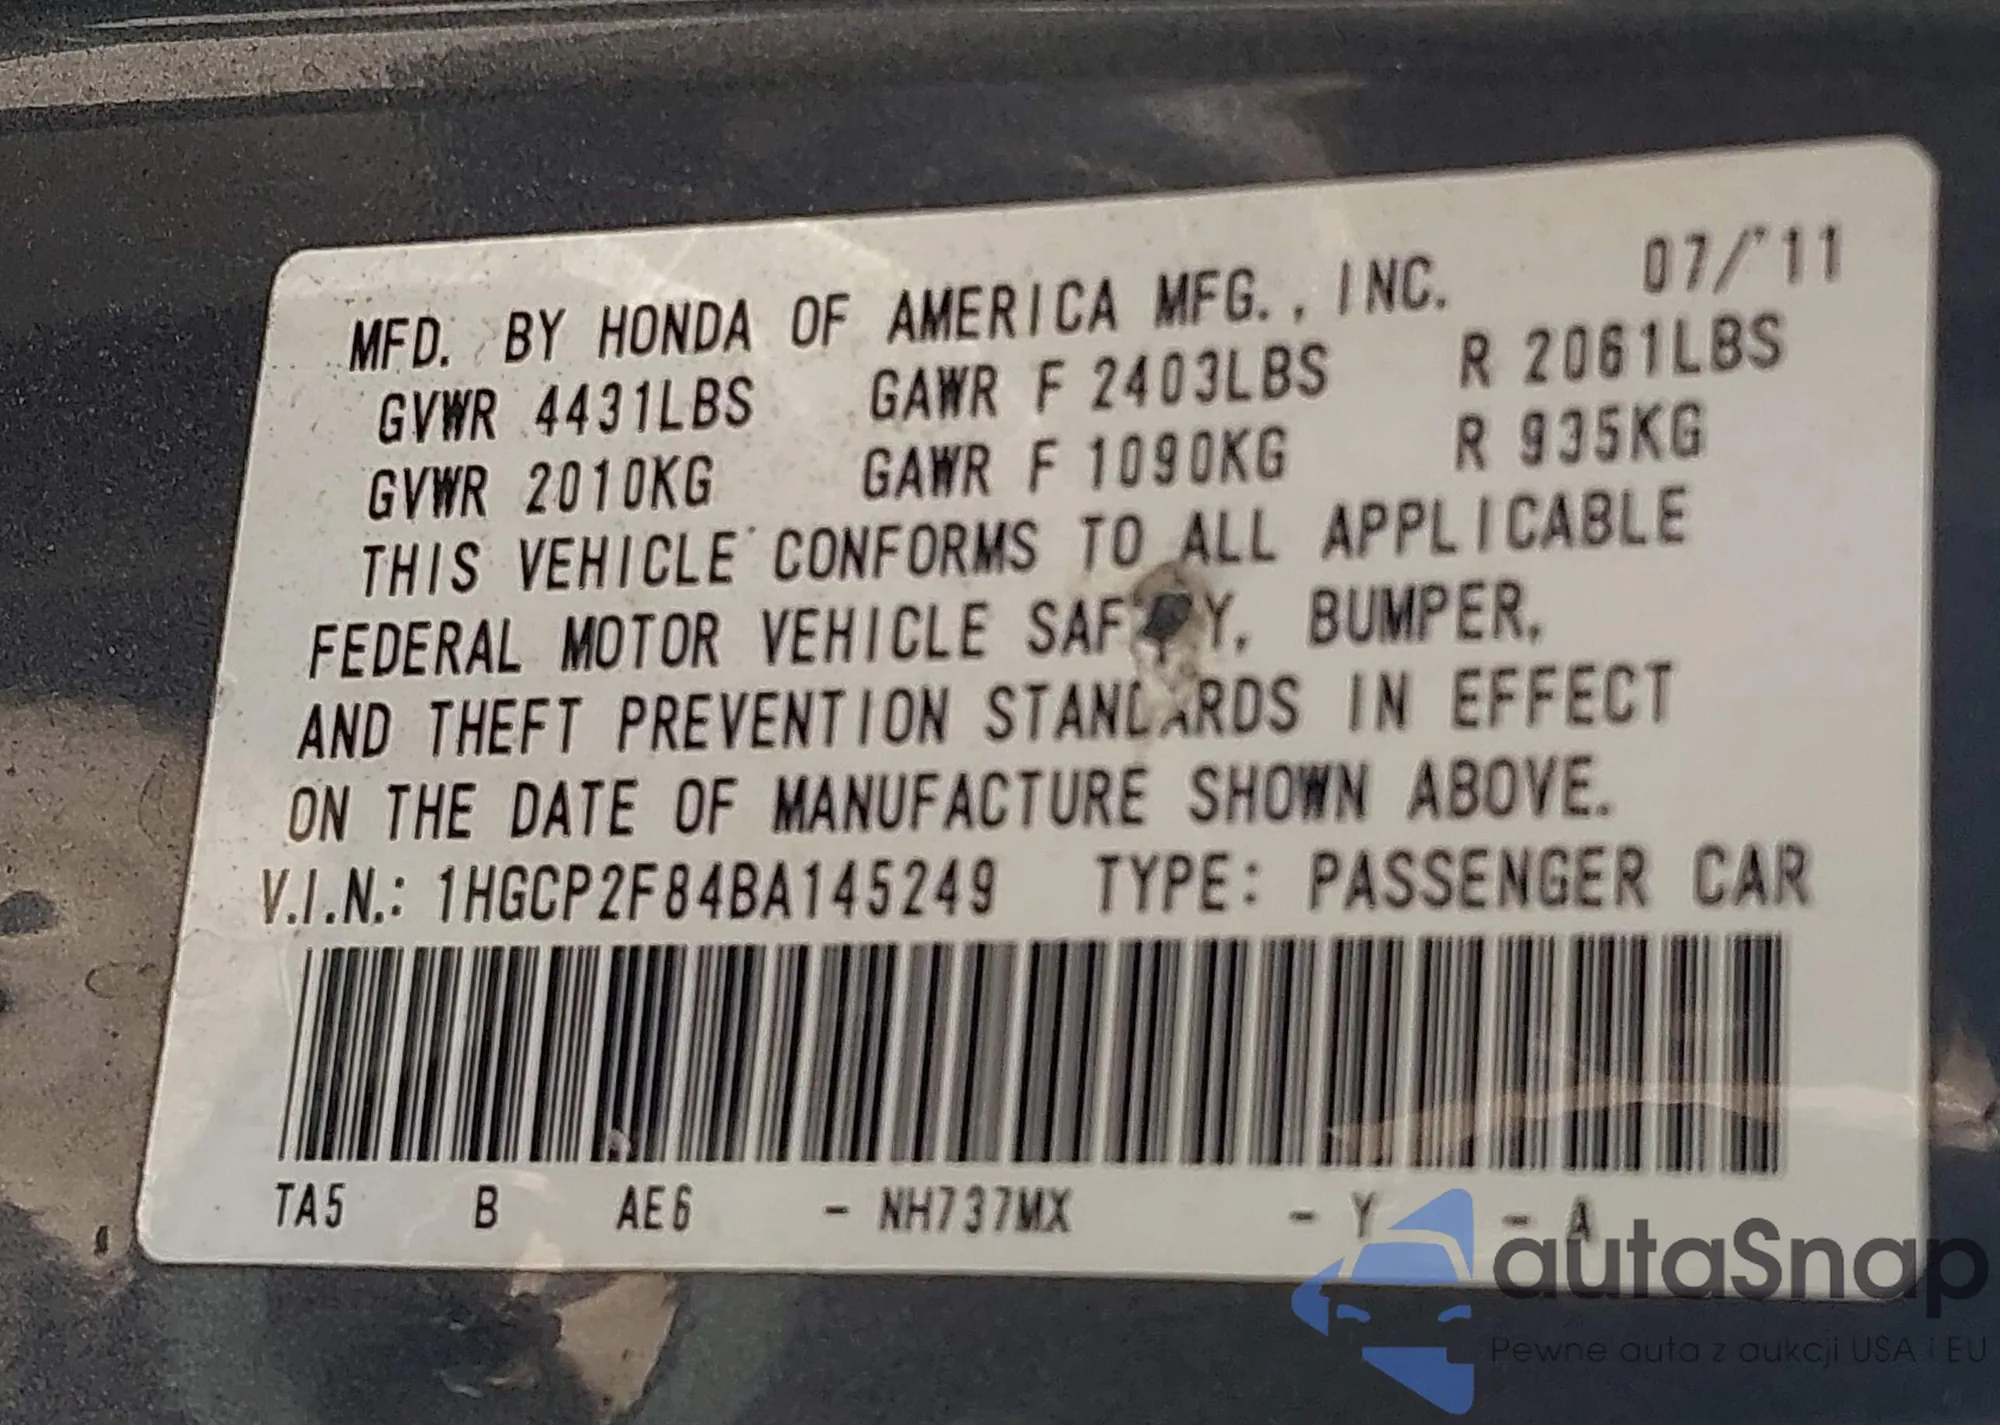 07/'11
MFD. BY HONDA OF AMERICA MFG., INC.
GVWR 4431LBS GAWR F 2403LBS R 2061LBS
GVWR 2010KG GAWR F 1090KG R 935KG
THIS VEHICLE CONFORMS TO ALL APPLICABLE
FEDERAL MOTOR VEHICLE BUMPER,
AND THEFT PREVENTION STANDARDS IN EFFECT
ON THE DATE OF MANUFACTURE SHOWN ABOVE.
V.I.N.: 1HGCP2F84BA145249 TYPE: PASSENGER CAR
TA5 B AE6 - NH737MX - Y - A
autaSnap
Pewne auta z aukcji USA i EU